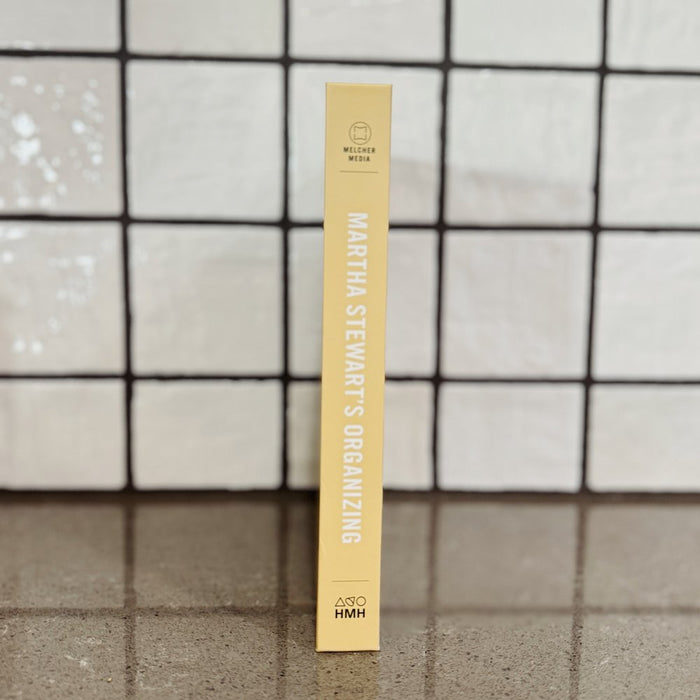 MELCHER
MEDIA
MARTHA STEWART'S ORGANIZING
HMH